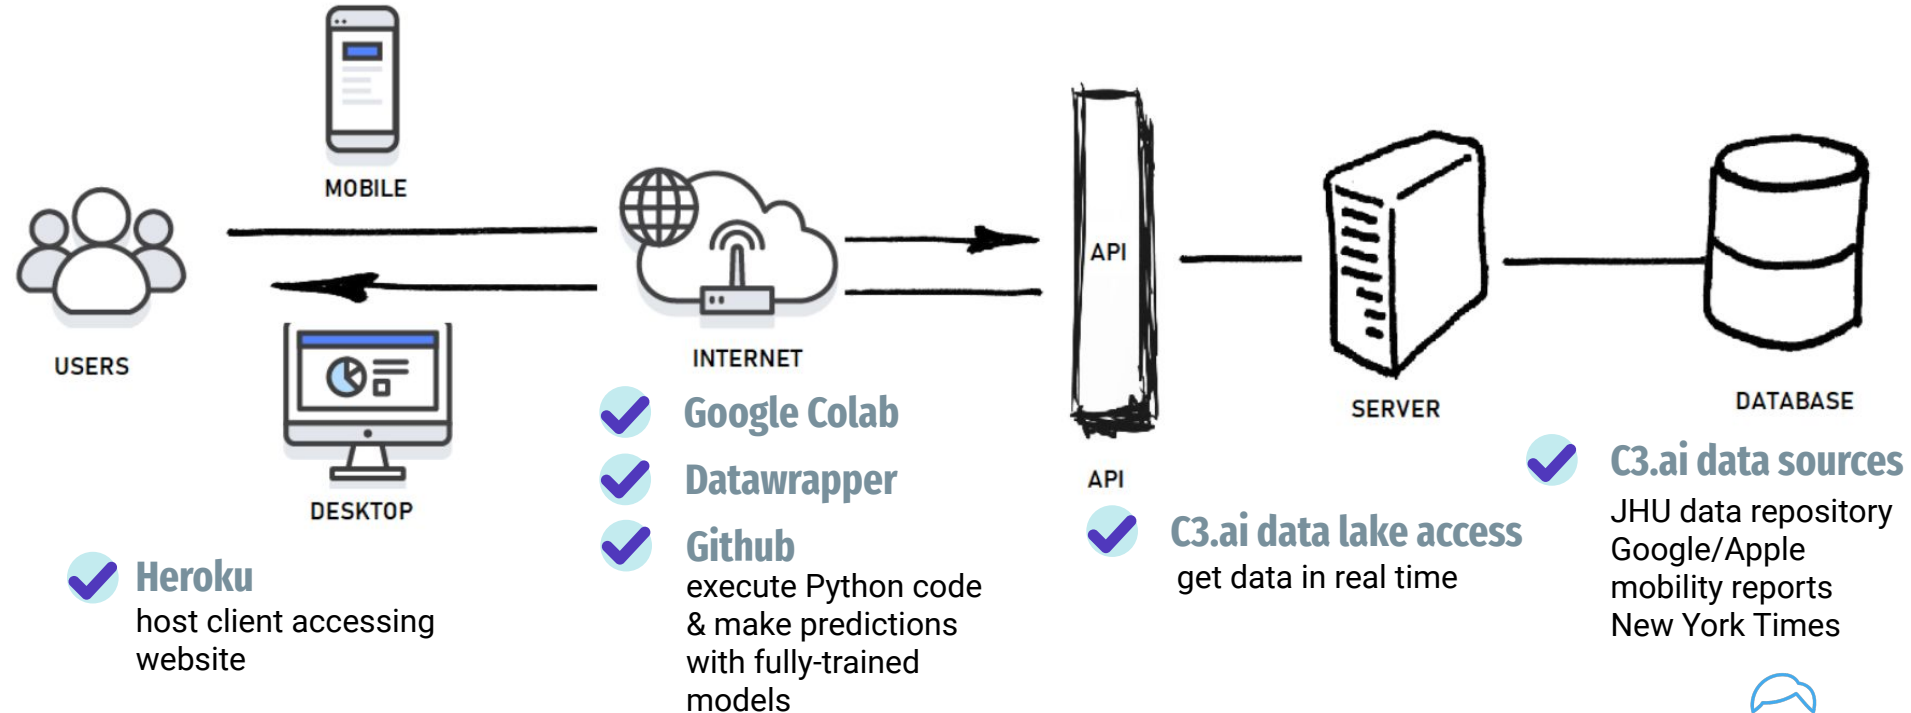 MOBILE
USERS
DESKTOP
Heroku
host client accessing
website
INTERNET
Google Colab
Datawrapper
Github
execute Python code
& make predictions
with fully-trained
models
API
API
C3.ai data lake access
get data in real time
SERVER
DATABASE
C3.ai data sources
JHU data repository
Google/Apple
mobility reports
New York Times